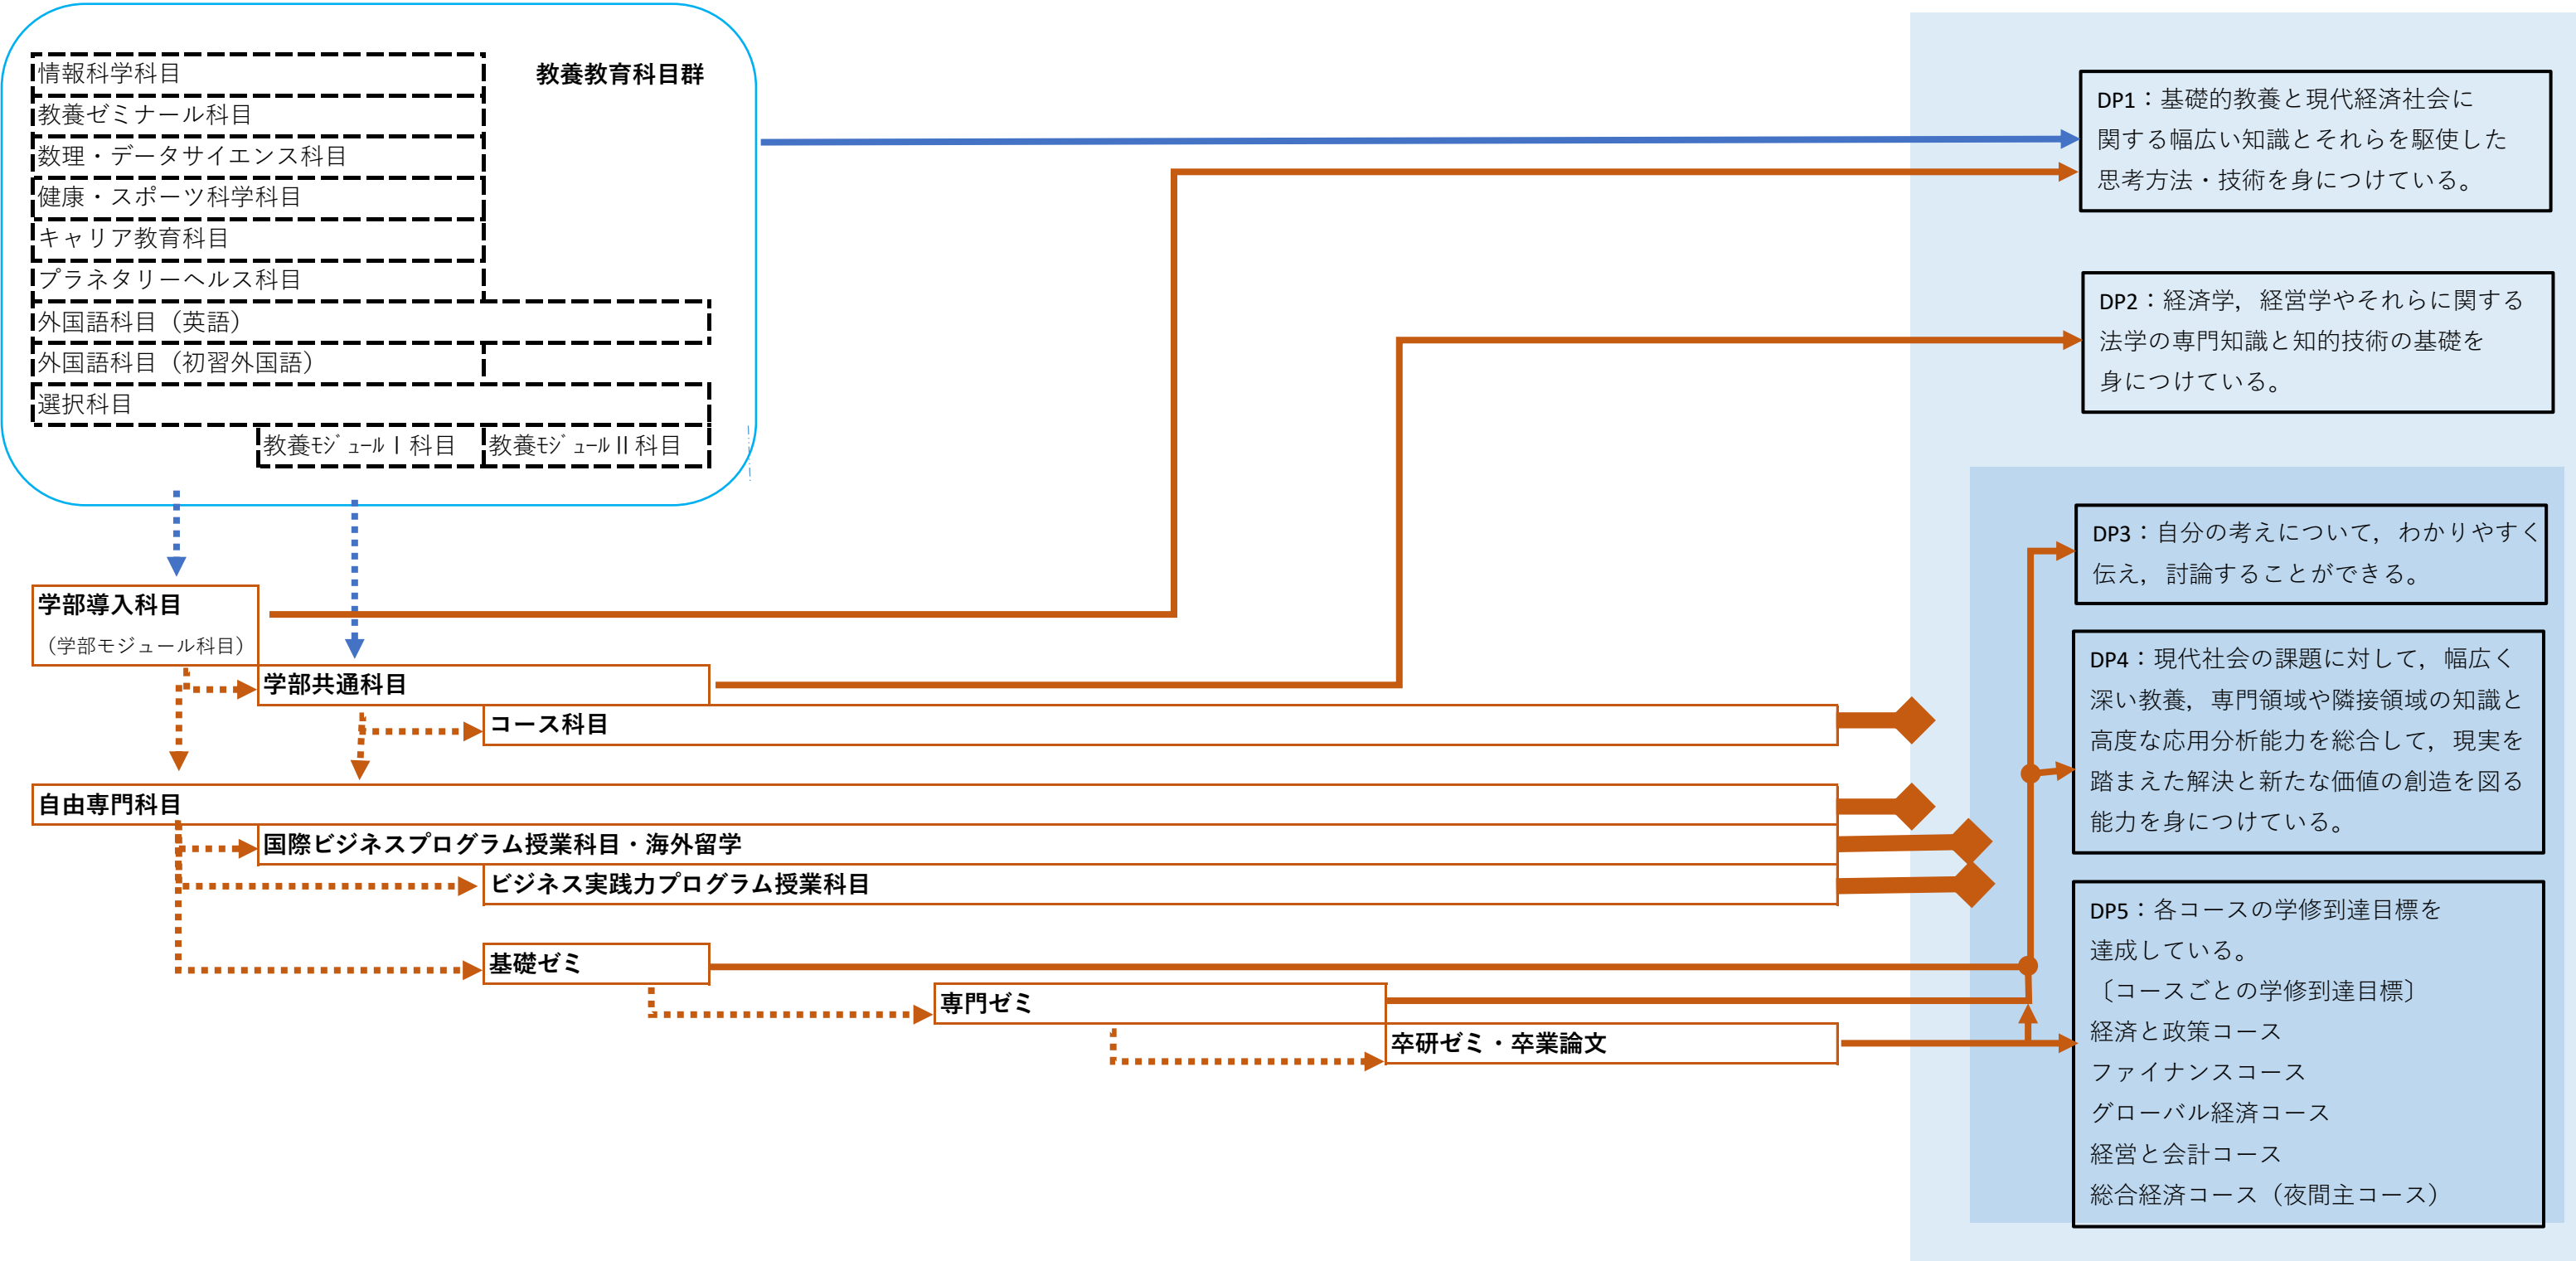 情報科学科目
教養教育科目群
教養ゼミナール科目
数理・データサイエンス科目
健康・スポーツ科学科目
キャリア教育科目
プラネタリーヘルス科目
外国語科目（英語）
外国語科目（初習外国語）
選択科目
教養ﾓｼﾞｭｰﾙⅠ科目
教養ﾓｼﾞｭｰﾙⅡ科目
学部導入科目
（学部モジュール科目）
学部共通科目
コース科目
自由専門科目
国際ビジネスプログラム授業科目・海外留学
ビジネス実践力プログラム授業科目
基礎ゼミ
専門ゼミ
卒研ゼミ・卒業論文
DP1：基礎的教養と現代経済社会に
関する幅広い知識とそれらを駆使した
思考方法・技術を身につけている。
DP2：経済学，経営学やそれらに関する
法学の専門知識と知的技術の基礎を
身につけている。
DP3：自分の考えについて，わかりやすく
伝え，討論することができる。
DP4：現代社会の課題に対して，幅広く
深い教養，専門領域や隣接領域の知識と
高度な応用分析能力を総合して，現実を
踏まえた解決と新たな価値の創造を図る
能力を身につけている。
DP5：各コースの学修到達目標を
達成している。
〔コースごとの学修到達目標〕
経済と政策コース
ファイナンスコース
グローバル経済コース
経営と会計コース
総合経済コース（夜間主コース）